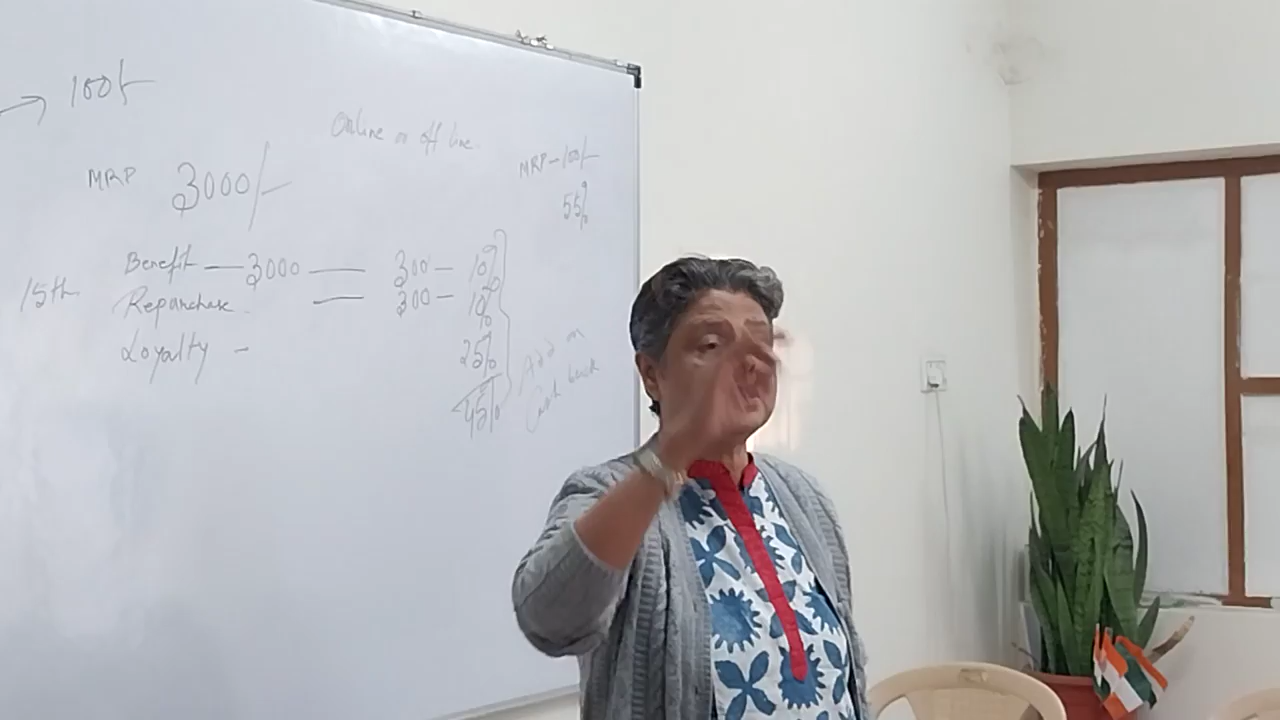 → 100/-
Online or off line
MRP 3000/-
MRP - 100/-
55%
Benefit — 3000 — 300 — 10%
15th Repurchase — 300 — 10%
Loyalty - 25%
45%
Add on
Cash back